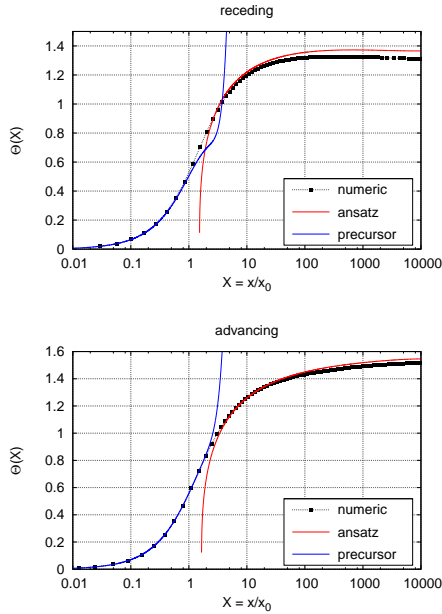 receding
Θ(X)
1.4
1.2
1
0.8
0.6
0.4
0.2
0
numeric
ansatz
precursor
0.01 0.1 1 10 100 1000 10000
X = x/x0
advancing
Θ(X)
1.6
1.4
1.2
1
0.8
0.6
0.4
0.2
0
numeric
ansatz
precursor
0.01 0.1 1 10 100 1000 10000
X = x/x0